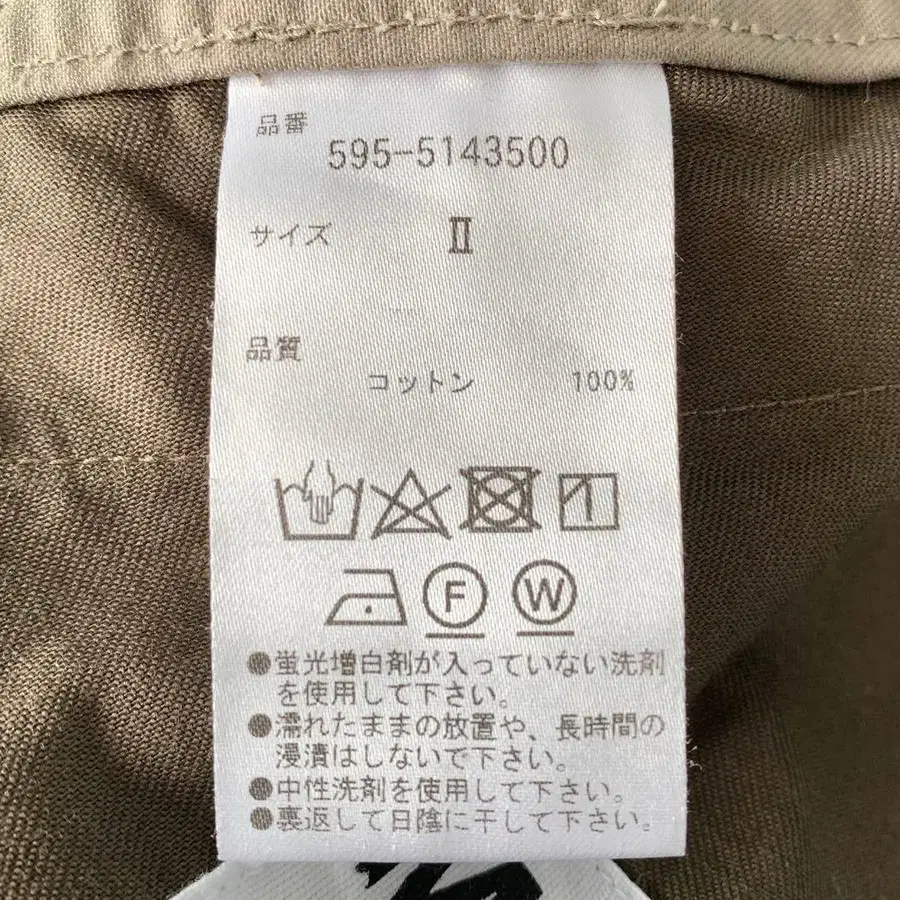 品番
595-5143500
サイズ II
品質
コットン 100%
F W
●蛍光増白剤が入っていない洗剤
を使用して下さい。
●濡れたままの放置や、長時間の
浸漬はしないで下さい。
●中性洗剤を使用して下さい。
●裏返して日陰に干して下さい。